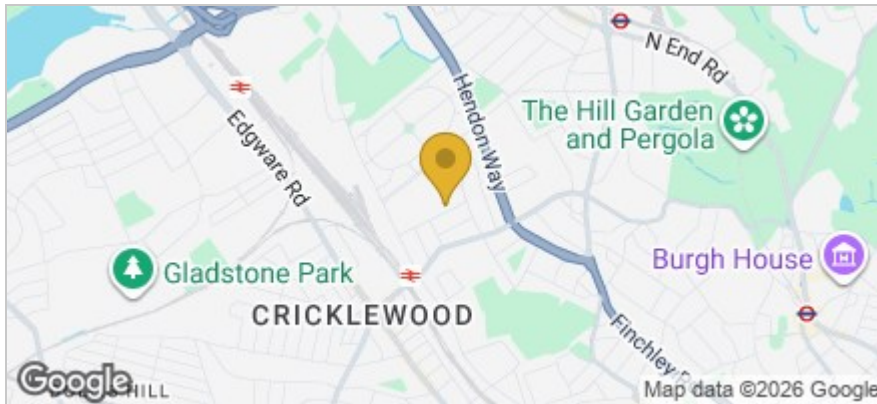 N End Rd
Hendon Way
The Hill Garden
and Pergola
Edgware Rd
Burgh House
Gladstone Park
CRICKLEWOOD
Finchley
Google
HILL
Map data ©2026 Google